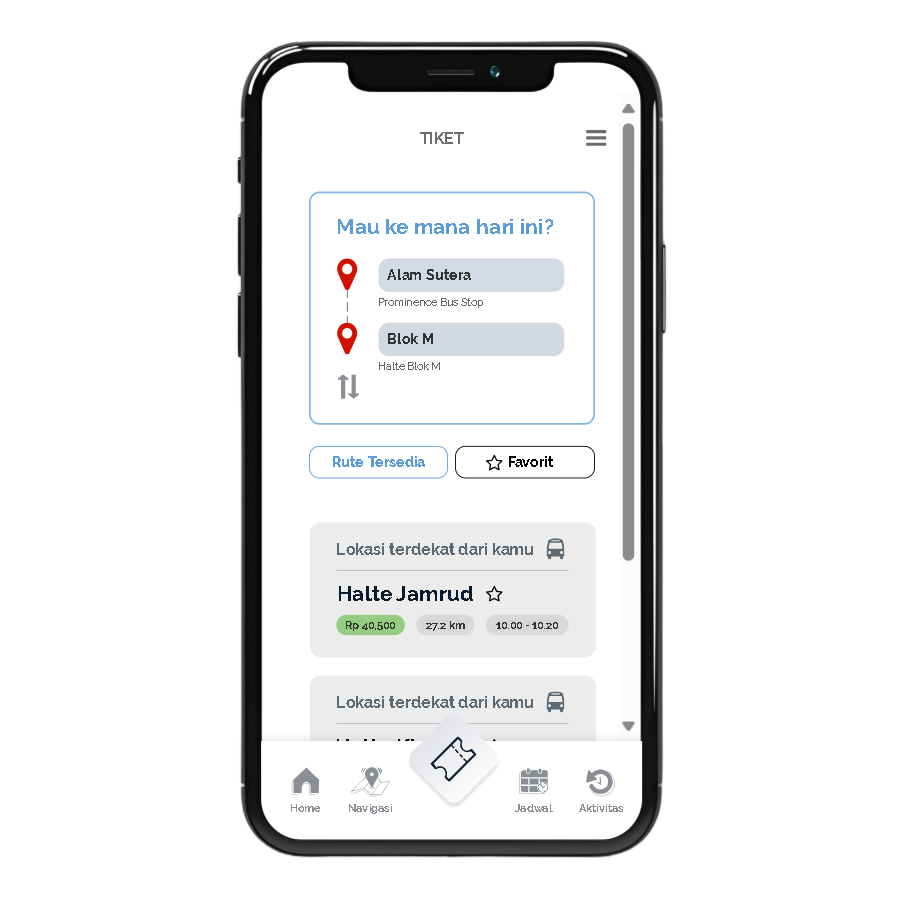 TIKET
Mau ke mana hari ini?
Alam Sutera
Prominence Bus Stop
Blok M
Halte Blok M
Rute Tersedia
Favorit
Lokasi terdekat dari kamu
Halte Jamrud
Rp 40,500
27.2 km
10.00 - 10.20
Lokasi terdekat dari kamu
Home
Navigasi
Jadwal
Aktivitas